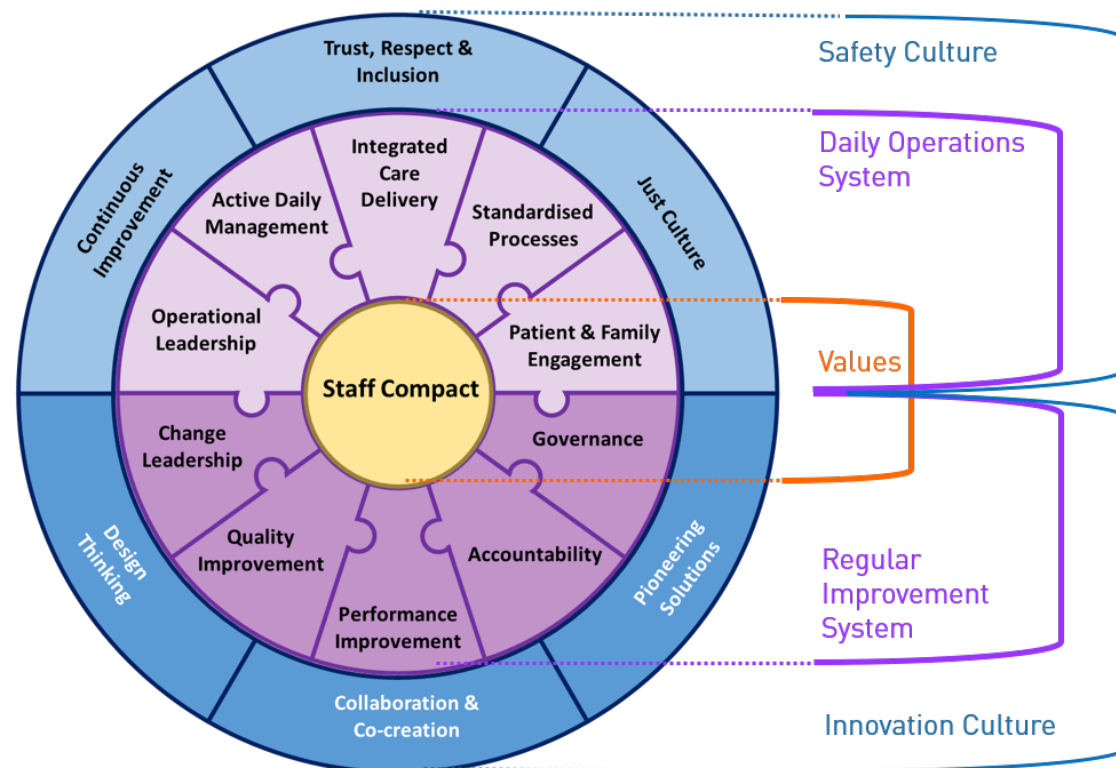 Trust, Respect &
Inclusion
Continuous
Improvement
Just Culture
Integrated
Care
Delivery
Active Daily
Management
Standardised
Processes
Operational
Leadership
Patient & Family
Engagement
Staff Compact
Change
Leadership
Governance
Quality
Improvement
Accountability
Performance
Improvement
Design
Thinking
Pioneering
Solutions
Collaboration &
Co-creation
Safety Culture
Daily Operations
System
Values
Regular
Improvement
System
Innovation Culture